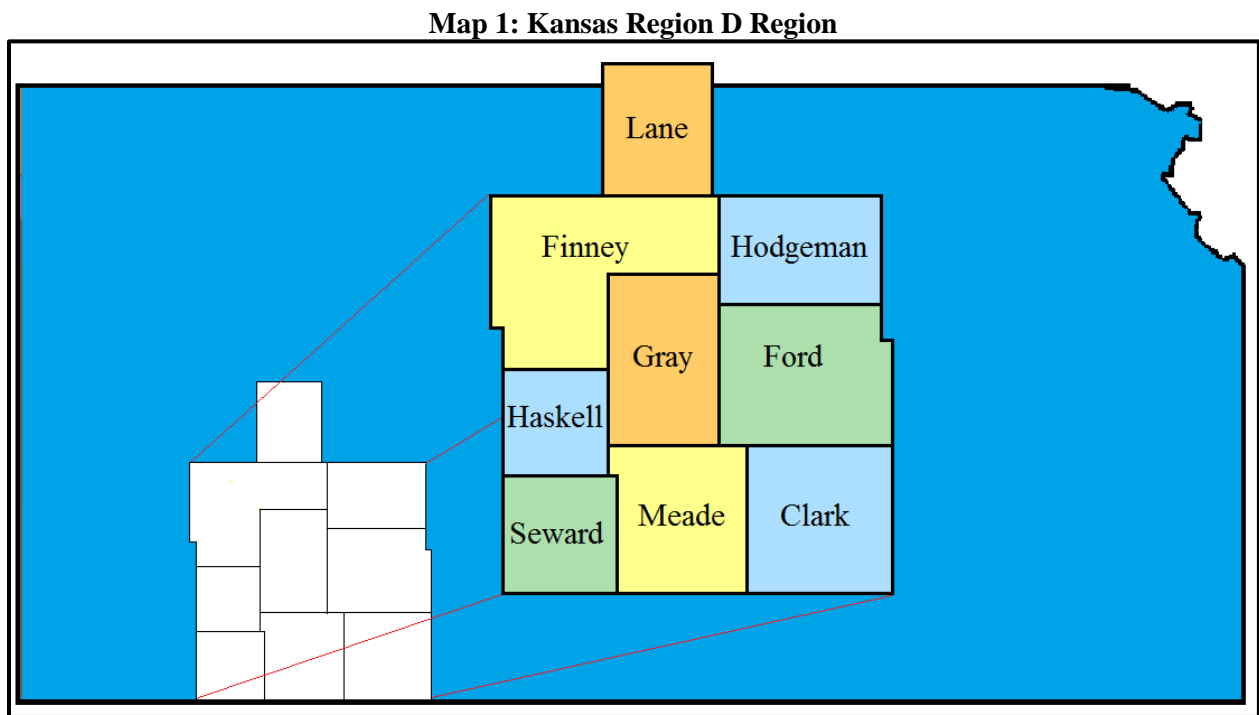 Map 1: Kansas Region D Region
Lane
Finney
Hodgeman
Gray
Ford
Haskell
Seward
Meade
Clark